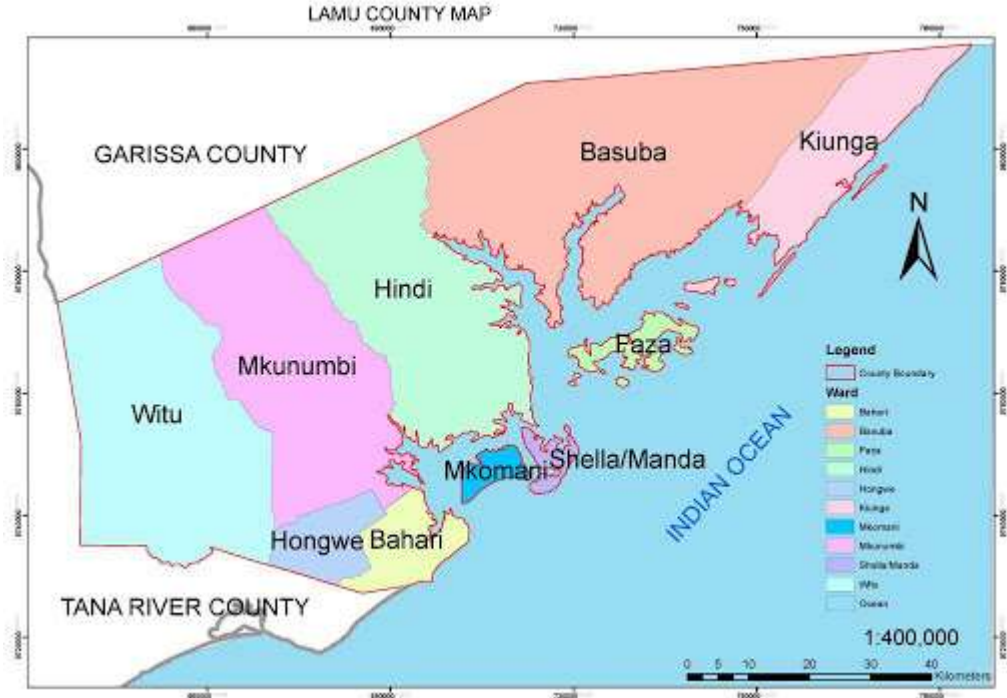 LAMU COUNTY MAP
GARISSA COUNTY
Basuba
Kiunga
N
Hindi
Faza
Mkunumbi
Witu
Mkomani
Shella/Manda
INDIAN OCEAN
Hongwe
Bahari
TANA RIVER COUNTY
Legend
County Boundary
Ward
Bahari
Basuba
Faza
Hindi
Hongwe
Kiunga
Mkomani
Mkunumbi
Shella/Manda
Witu
Ocean
1:400,000
0 5 10 20 30 40
Kilometers